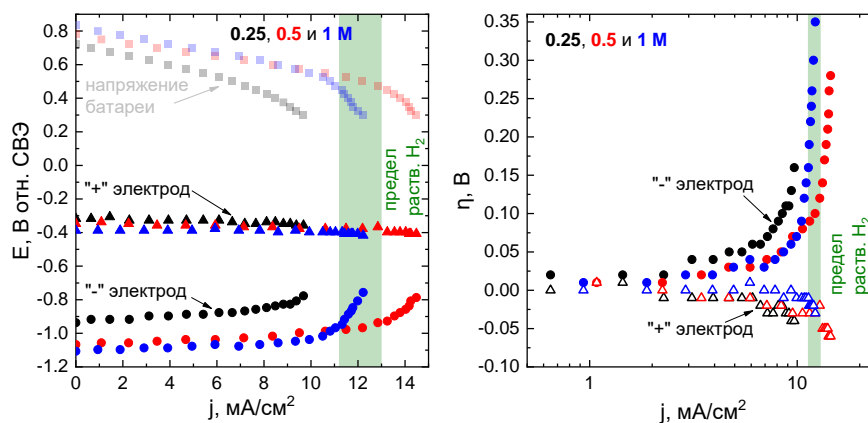 0.25, 0.5 и 1 М
напряжение
батареи
"+" электрод
"-" электрод
предел
раств. H₂
E, В отн. СВЭ
0.8
0.6
0.4
0.2
0.0
-0.2
-0.4
-0.6
-0.8
-1.0
-1.2
0
2
4
6
8
10
12
14
j, мА/см²
0.25, 0.5 и 1 М
"-" электрод
"+" электрод
предел
раств. H₂
η, В
0.35
0.30
0.25
0.20
0.15
0.10
0.05
0.00
-0.05
-0.10
1
10
j, мА/см²